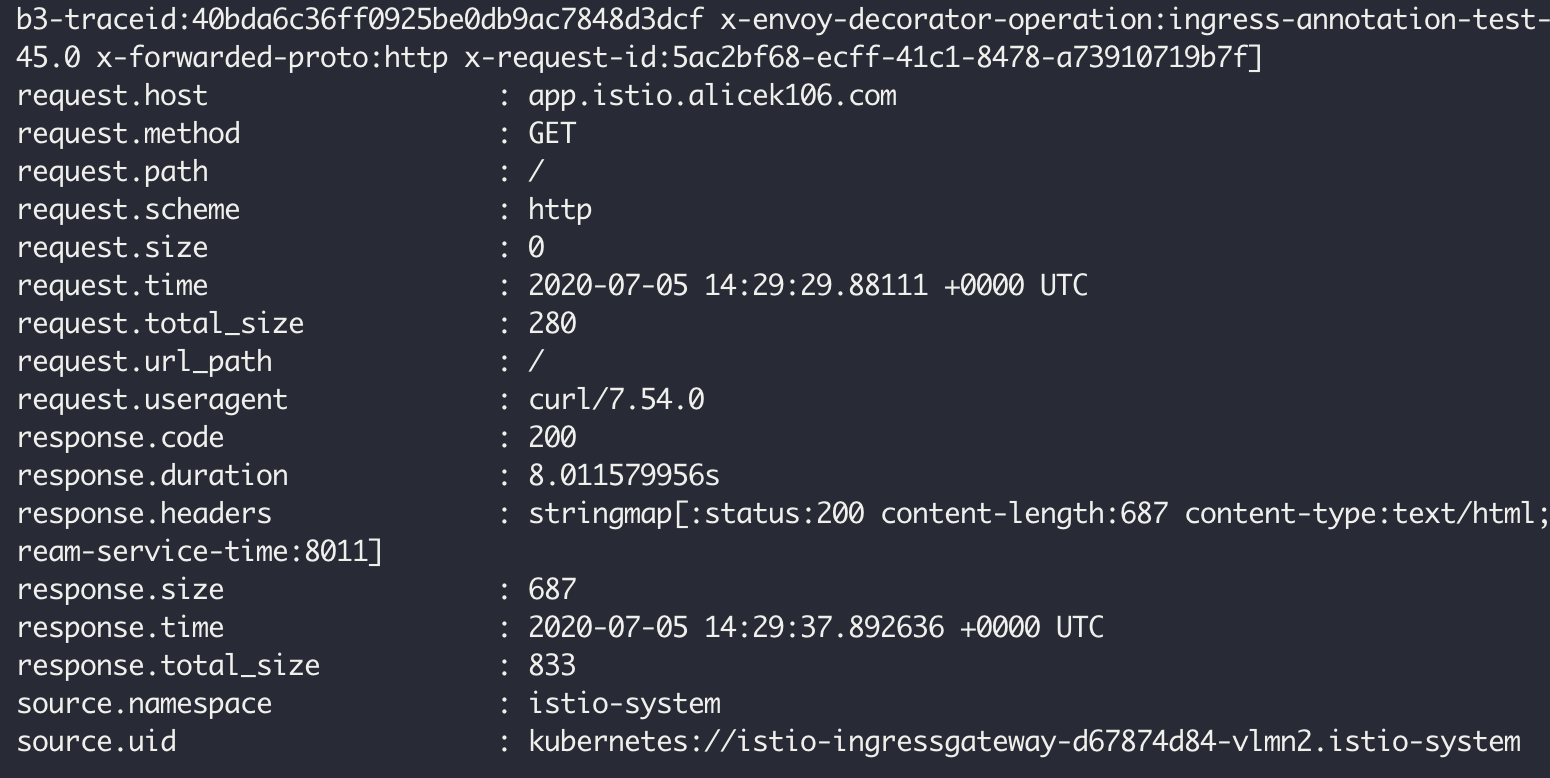 b3-traceid:40bda6c36ff0925be0db9ac7848d3dcf x-envoy-decorator-operation:ingress-annotation-test-
45.0 x-forwarded-proto:http x-request-id:5ac2bf68-ecff-41c1-8478-a73910719b7f]
request.host                  : app.istio.alicek106.com
request.method                : GET
request.path                  : /
request.scheme                : http
request.size                  : 0
request.time                  : 2020-07-05 14:29:29.88111 +0000 UTC
request.total_size            : 280
request.url_path              : /
request.useragent             : curl/7.54.0
response.code                 : 200
response.duration             : 8.011579956s
response.headers              : stringmap[:status:200 content-length:687 content-type:text/html;
ream-service-time:8011]
response.size                 : 687
response.time                 : 2020-07-05 14:29:37.892636 +0000 UTC
response.total_size           : 833
source.namespace              : istio-system
source.uid                    : kubernetes://istio-ingressgateway-d67874d84-vlmn2.istio-system